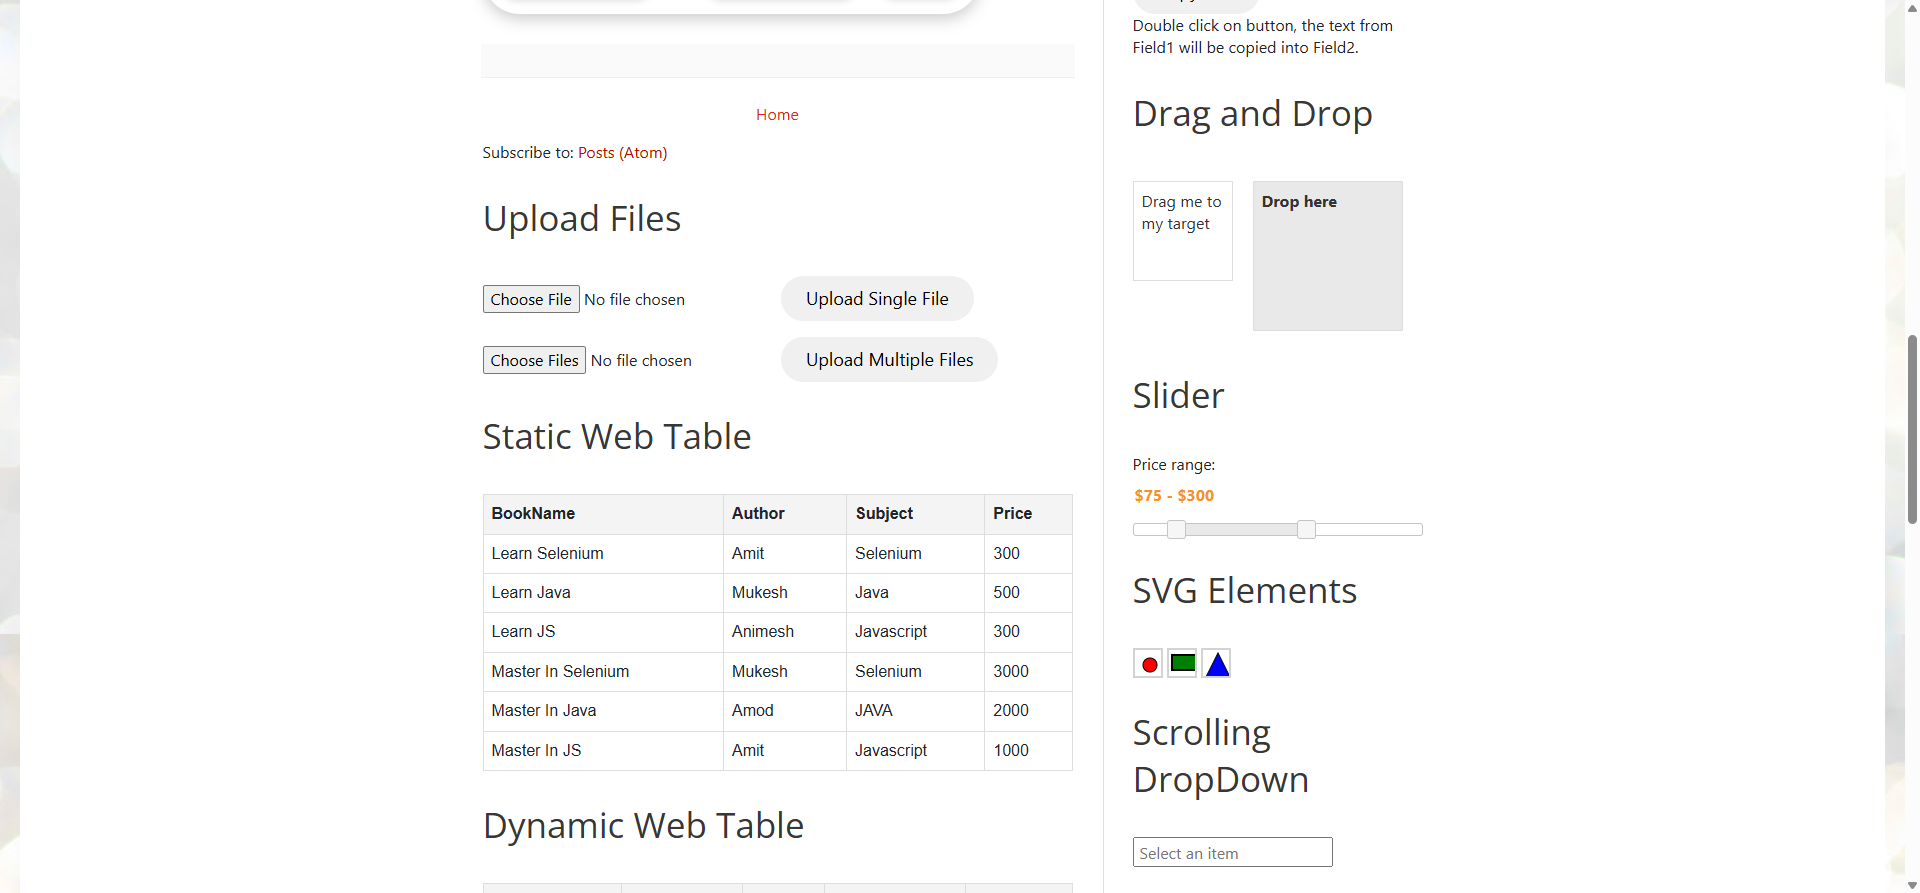 Home
Subscribe to: Posts (Atom)
Upload Files
Choose File No file chosen Upload Single File
Choose Files No file chosen Upload Multiple Files
Static Web Table
BookName Author Subject Price
Learn Selenium Amit Selenium 300
Learn Java Mukesh Java 500
Learn JS Animesh Javascript 300
Master In Selenium Mukesh Selenium 3000
Master In Java Amod JAVA 2000
Master In JS Amit Javascript 1000
Dynamic Web Table
Double click on button, the text from
Field1 will be copied into Field2.
Drag and Drop
Drag me to
my target
Drop here
Slider
Price range:
$75 - $300
SVG Elements
Scrolling
DropDown
Select an item